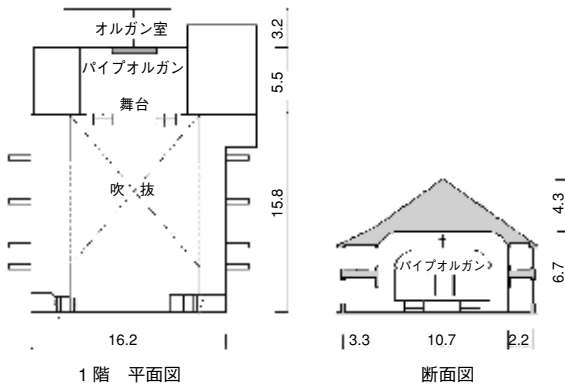 オルガン室
パイプオルガン
舞台
吹 抜
3.2
5.5
15.8
16.2
1階 平面図
パイプオルガン
4.3
6.7
3.3
10.7
2.2
断面図